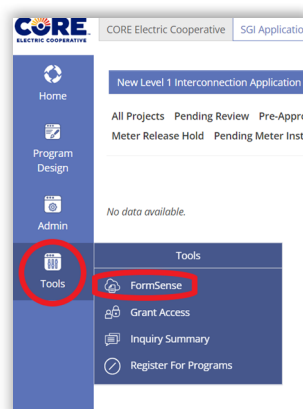 CORE
ELECTRIC COOPERATIVE
CORE Electric Cooperative SGI Applicatio
Home
New Level 1 Interconnection Application
All Projects Pending Review Pre-Appro
Meter Release Hold Pending Meter Inst
Program
Design
No data available.
Admin
Tools
Tools
FormSense
Grant Access
Inquiry Summary
Register For Programs